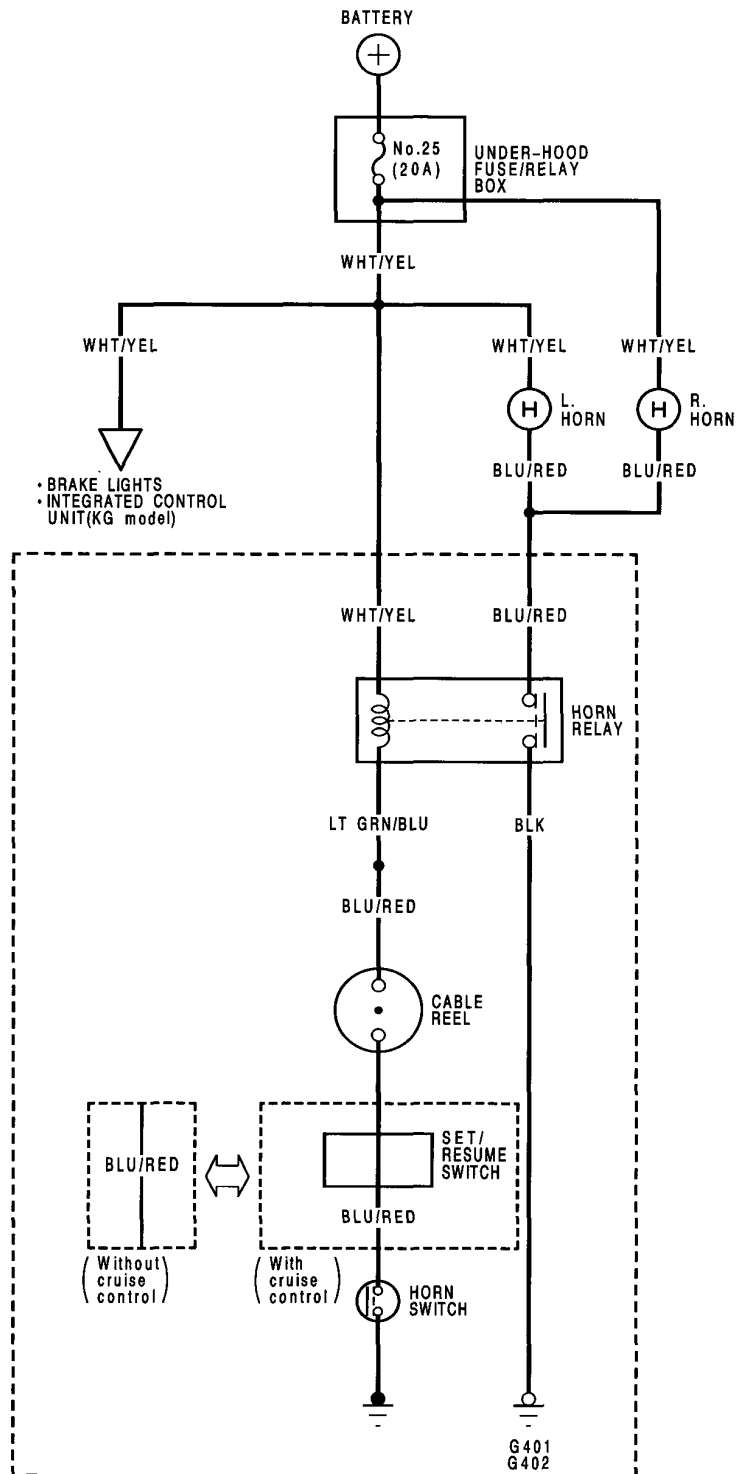 BATTERY
+
No.25
(20A)
UNDER-HOOD
FUSE/RELAY
BOX
WHT/YEL
WHT/YEL
WHT/YEL
WHT/YEL
H
L.
HORN
H
R.
HORN
BLU/RED
BLU/RED
• BRAKE LIGHTS
• INTEGRATED CONTROL
UNIT(KG model)
WHT/YEL
BLU/RED
HORN
RELAY
LT GRN/BLU
BLK
BLU/RED
CABLE
REEL
BLU/RED
SET/
RESUME
SWITCH
BLU/RED
(Without
cruise
control)
(With
cruise
control)
HORN
SWITCH
G401
G402